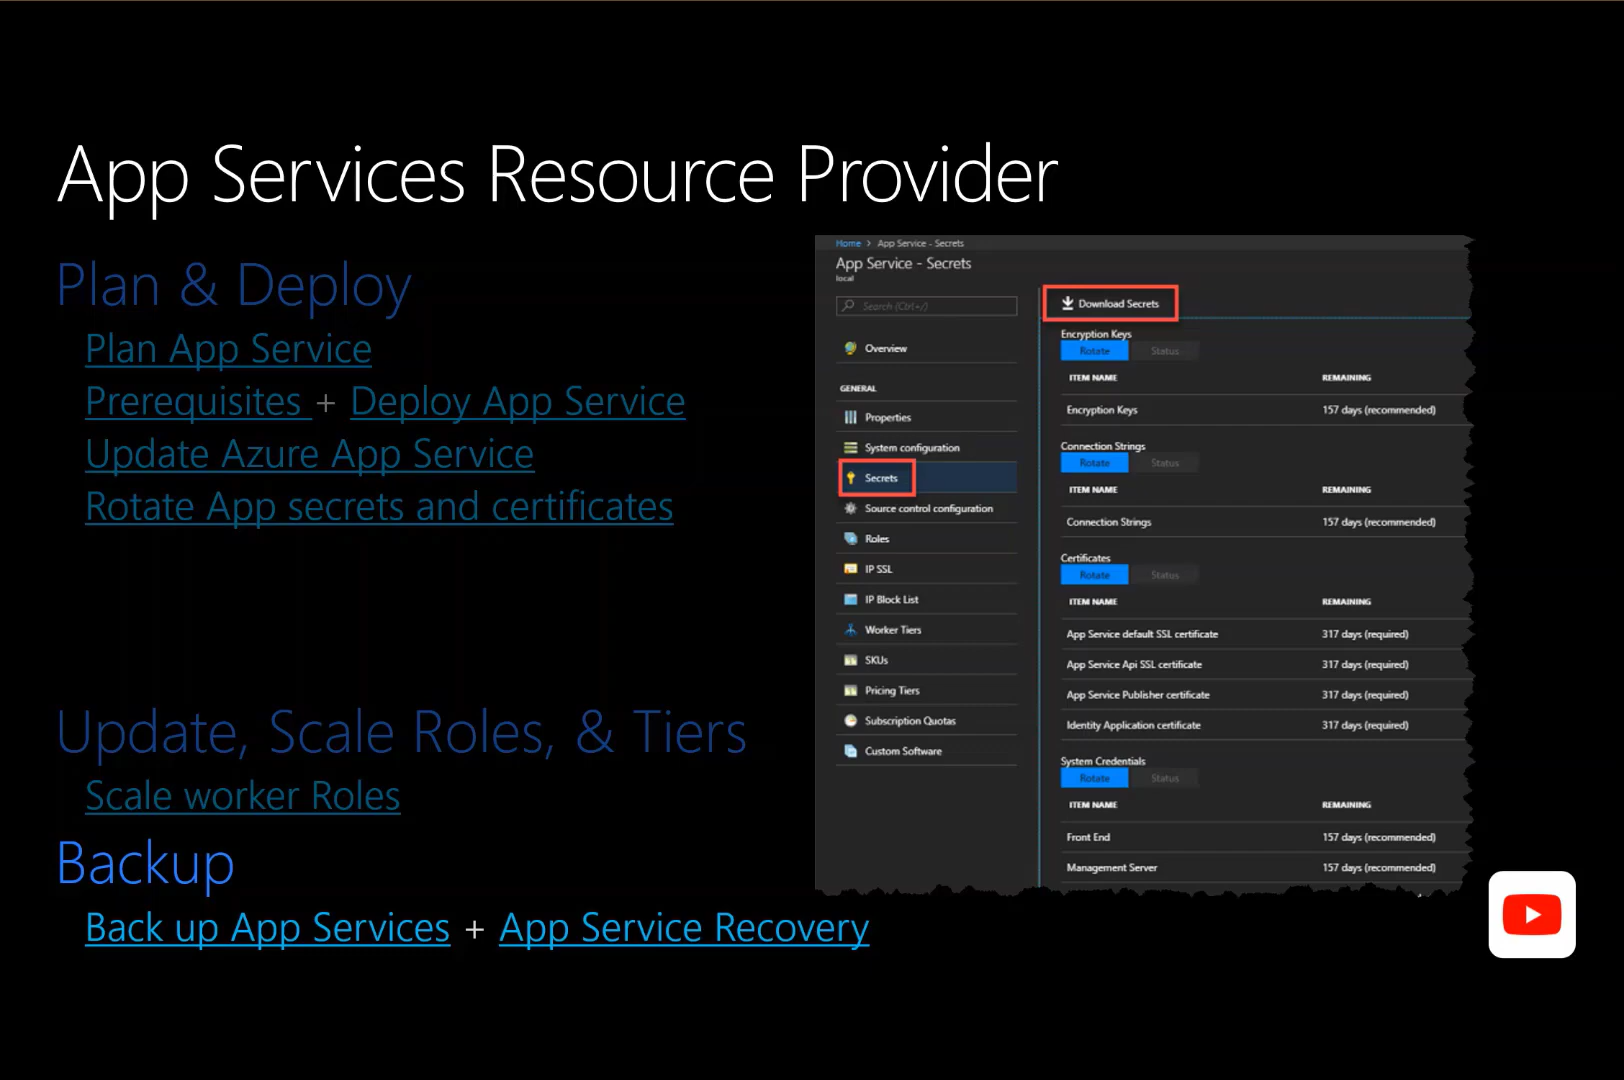 App Services Resource Provider
Plan & Deploy
Plan App Service
Prerequisites + Deploy App Service
Update Azure App Service
Rotate App secrets and certificates
Update, Scale Roles, & Tiers
Scale worker Roles
Backup
Back up App Services + App Service Recovery
Home > App Service - Secrets
App Service - Secrets
local
Search (Ctrl+/)
Overview
GENERAL
Properties
System configuration
Secrets
Source control configuration
Roles
IP SSL
IP Block List
Worker Tiers
SKUs
Pricing Tiers
Subscription Quotas
Custom Software
Download Secrets
Encryption Keys
Rotate Status
ITEM NAME REMAINING
Encryption Keys 157 days (recommended)
Connection Strings
Rotate Status
ITEM NAME REMAINING
Connection Strings 157 days (recommended)
Certificates
Rotate Status
ITEM NAME REMAINING
App Service default SSL certificate 317 days (required)
App Service Api SSL certificate 317 days (required)
App Service Publisher certificate 317 days (required)
Identity Application certificate 317 days (required)
System Credentials
Rotate Status
ITEM NAME REMAINING
Front End 157 days (recommended)
Management Server 157 days (recommended)